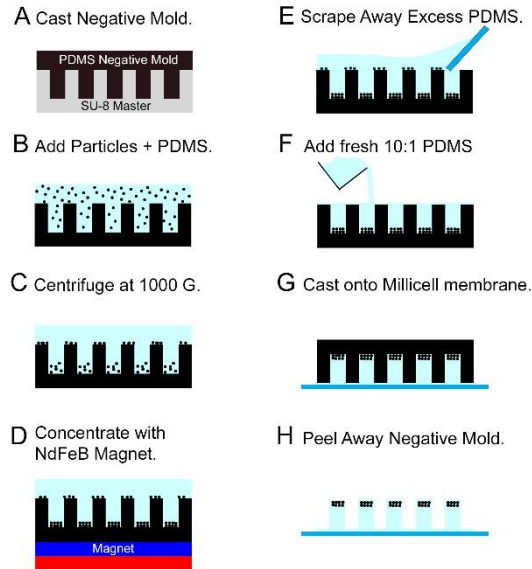 A Cast Negative Mold.
PDMS Negative Mold
SU-8 Master
B Add Particles + PDMS.
C Centrifuge at 1000 G.
D Concentrate with
NdFeB Magnet.
Magnet
E Scrape Away Excess PDMS.
F Add fresh 10:1 PDMS
G Cast onto Millicell membrane.
H Peel Away Negative Mold.